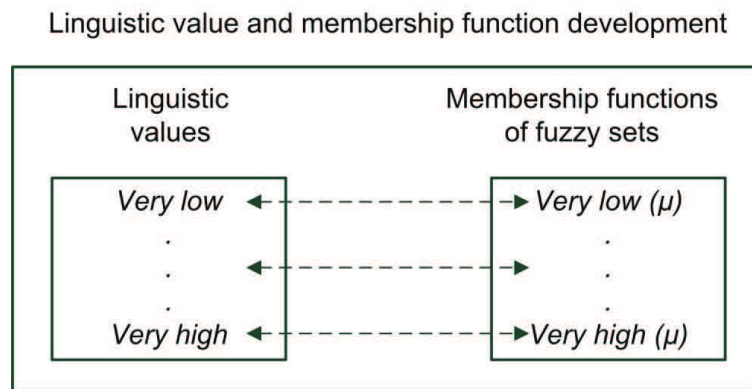 Linguistic value and membership function development
Linguistic
values
Membership functions
of fuzzy sets
Very low
Very low (μ)
.
.
.
.
.
.
Very high
Very high (μ)